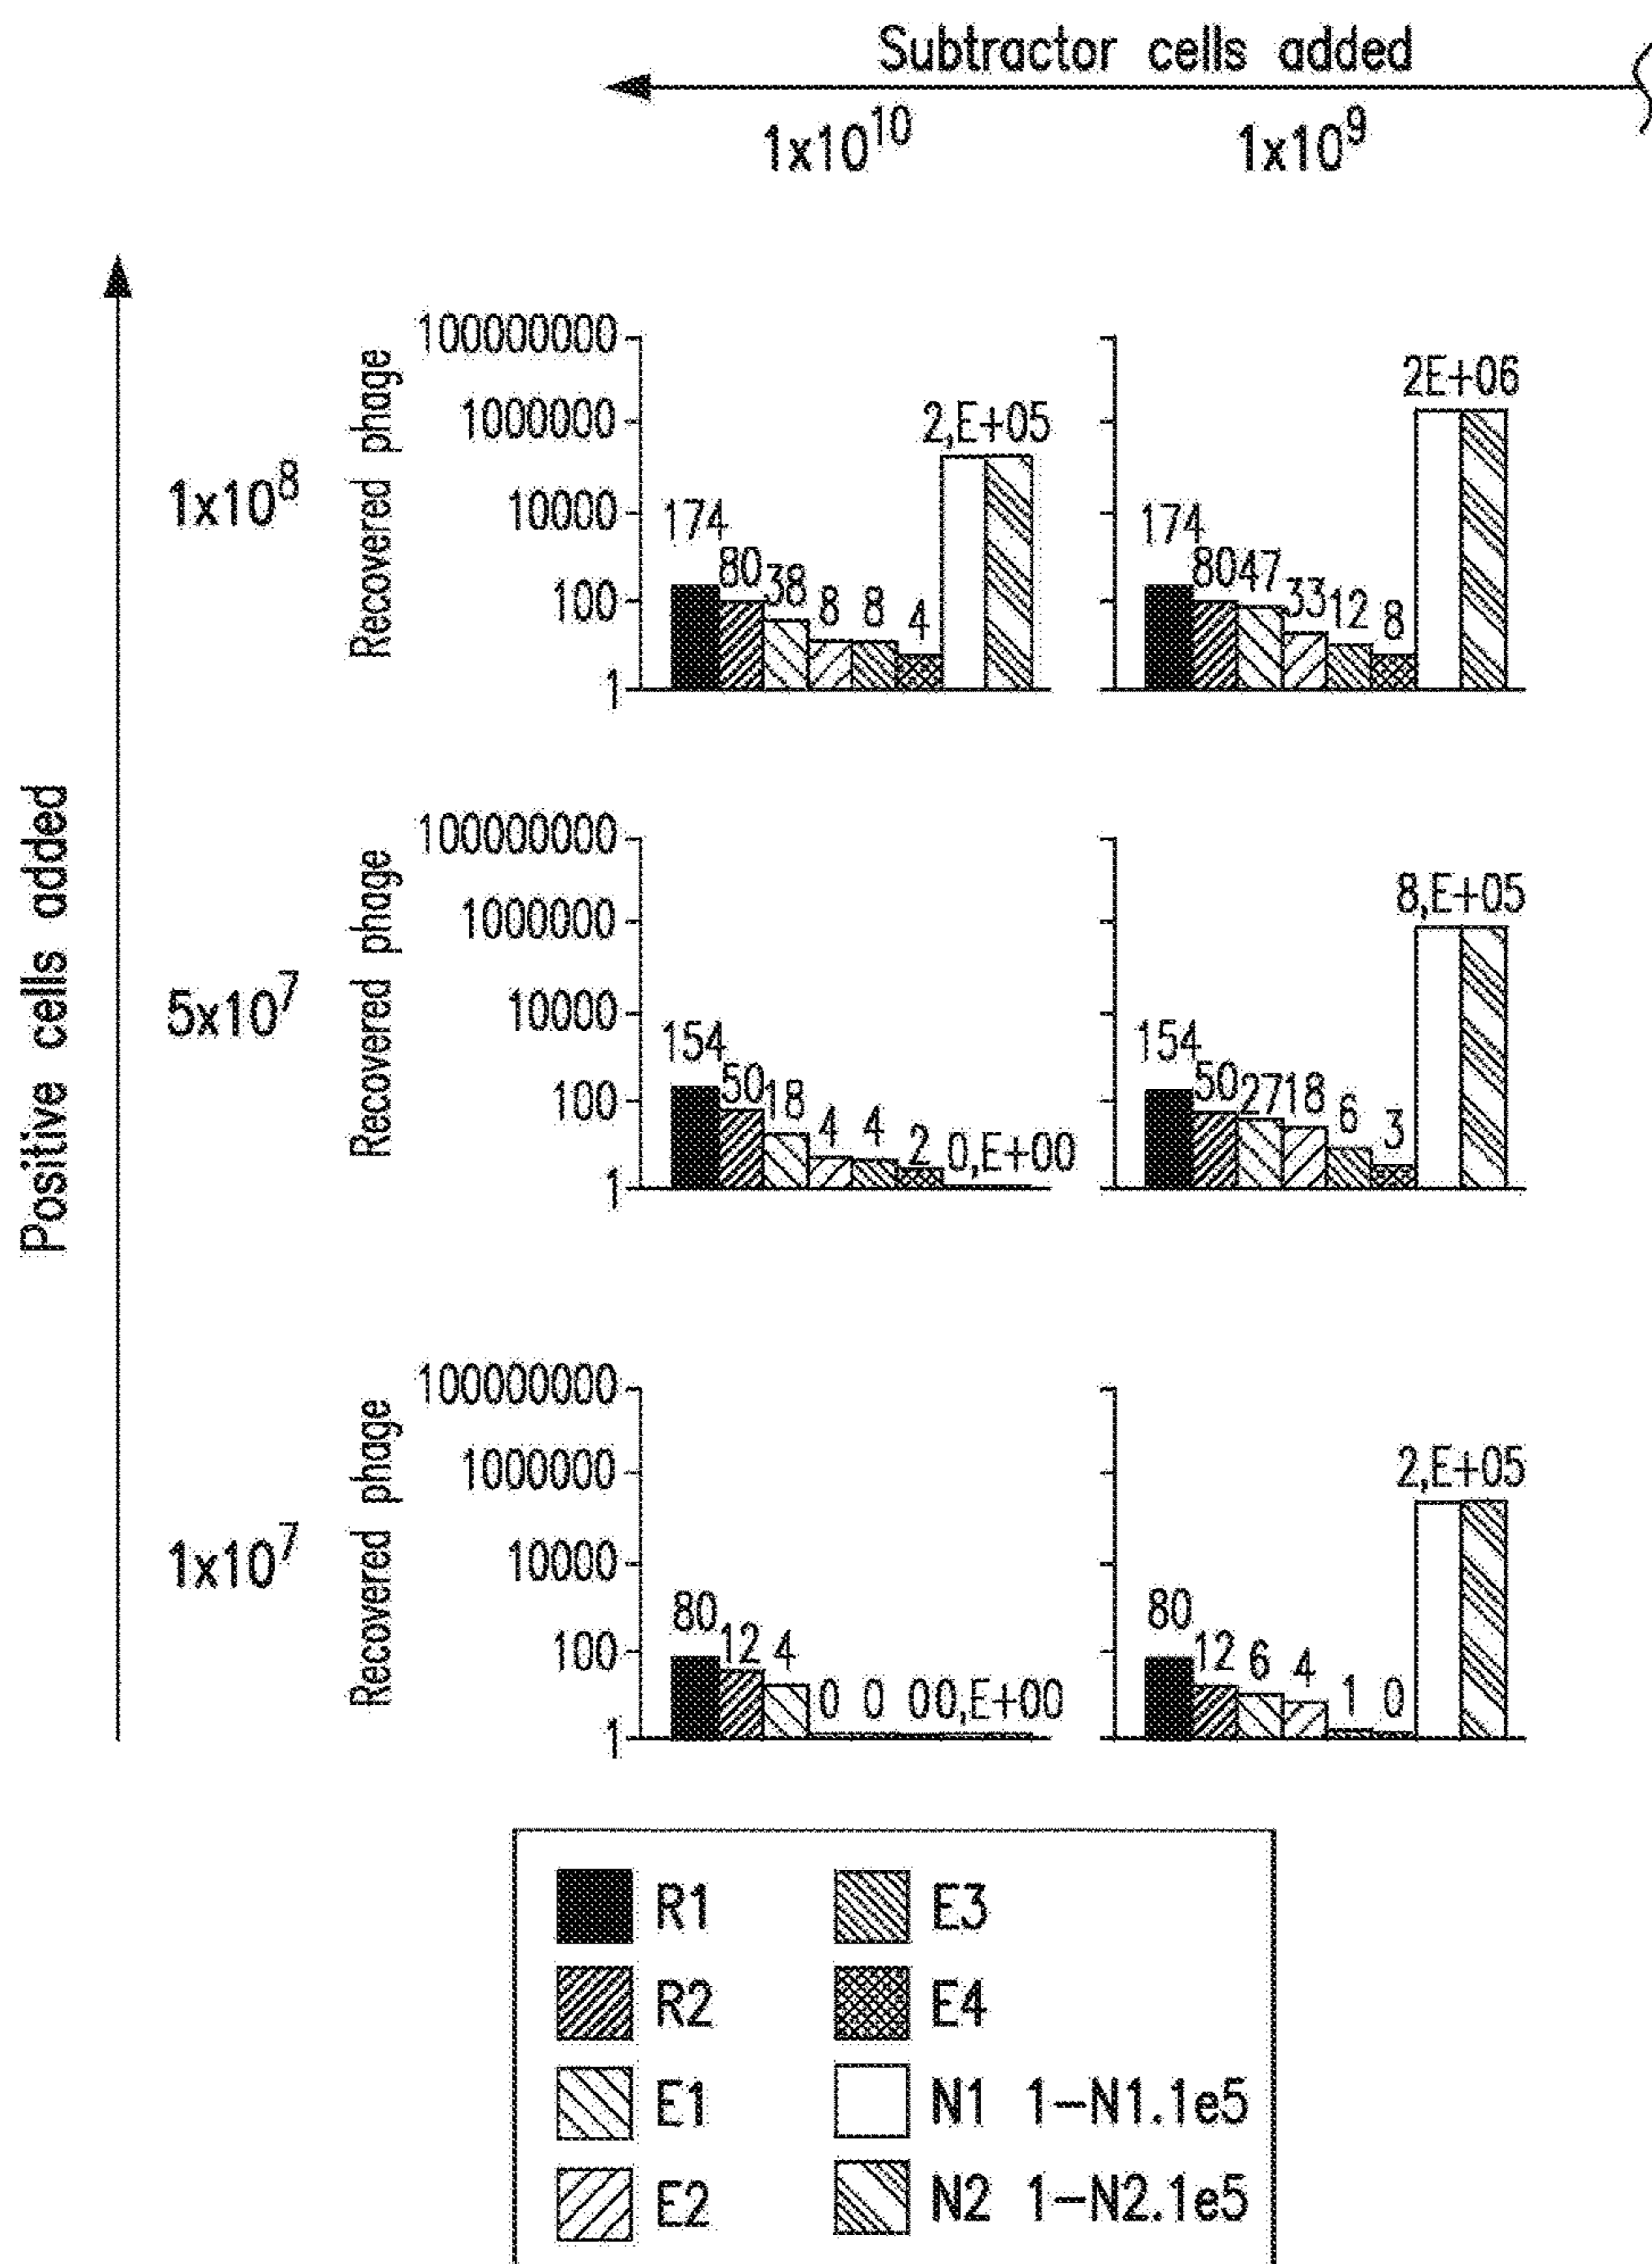 Subtractor cells added
1x10^10 1x10^9
Positive cells added
1x10^8
Recovered phage
100000000
1000000
10000
100
1
174 80 38 8 8 4 2,E+05
174 80 47 33 12 8 2E+06
5x10^7
Recovered phage
100000000
1000000
10000
100
1
154 50 18 4 4 2 0,E+00
154 50 27 18 6 3 8,E+05
1x10^7
Recovered phage
100000000
1000000
10000
100
1
80 12 4 0 0 0 0,E+00
80 12 6 4 1 0 2,E+05
R1 E3
R2 E4
E1 N1 1-N1.1e5
E2 N2 1-N2.1e5